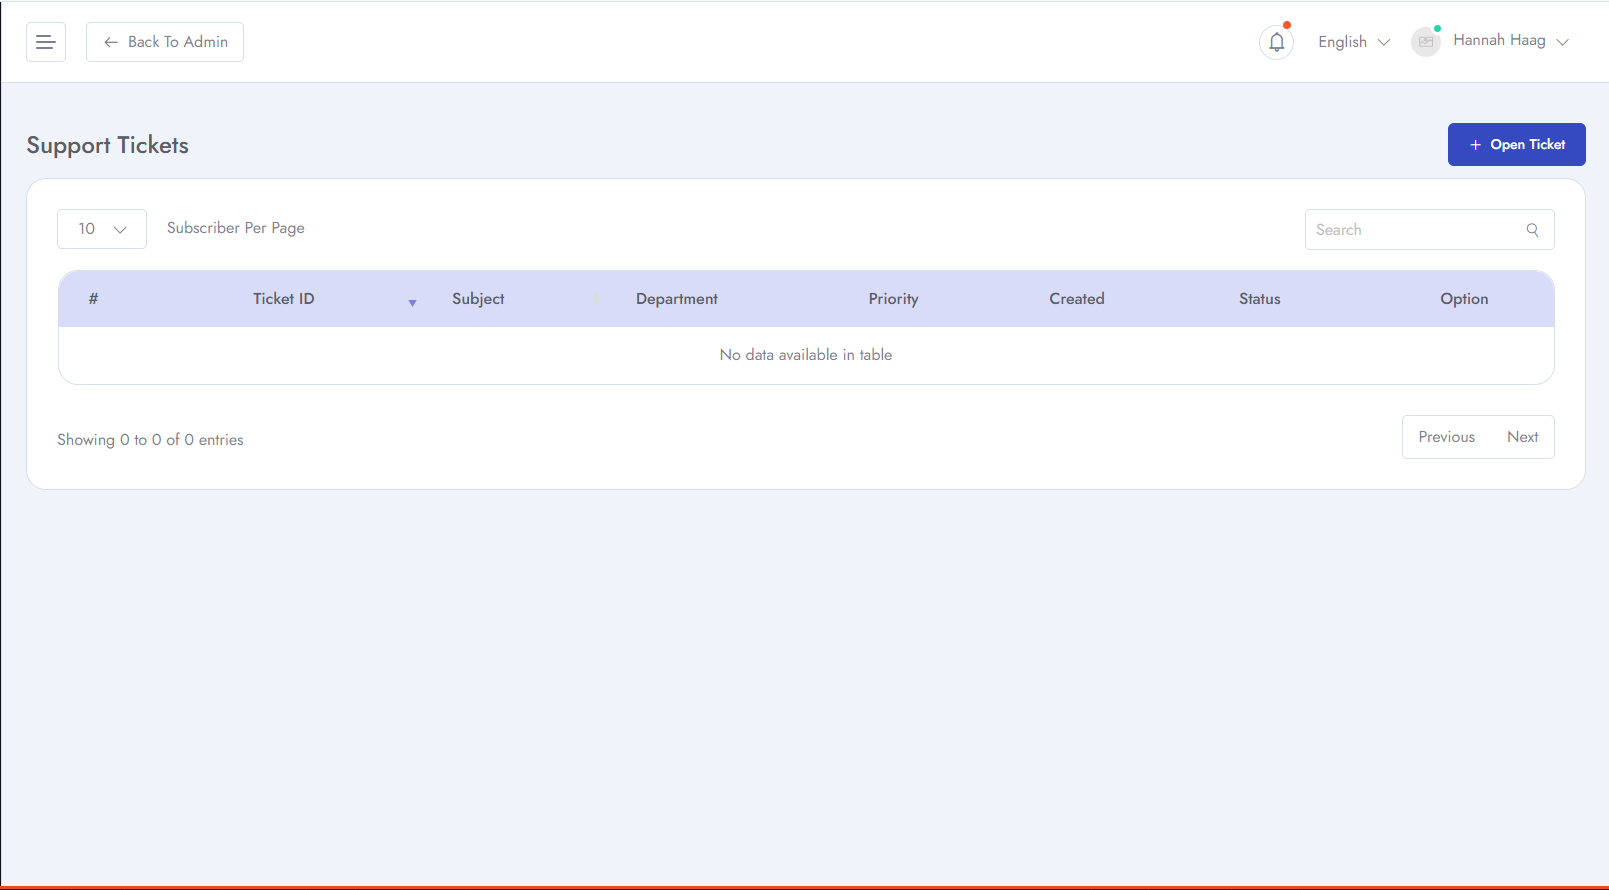 Back To Admin
English
Hannah Haag
Support Tickets
+ Open Ticket
10
Subscriber Per Page
Search
# Ticket ID Subject Department Priority Created Status Option
No data available in table
Showing 0 to 0 of 0 entries
Previous Next